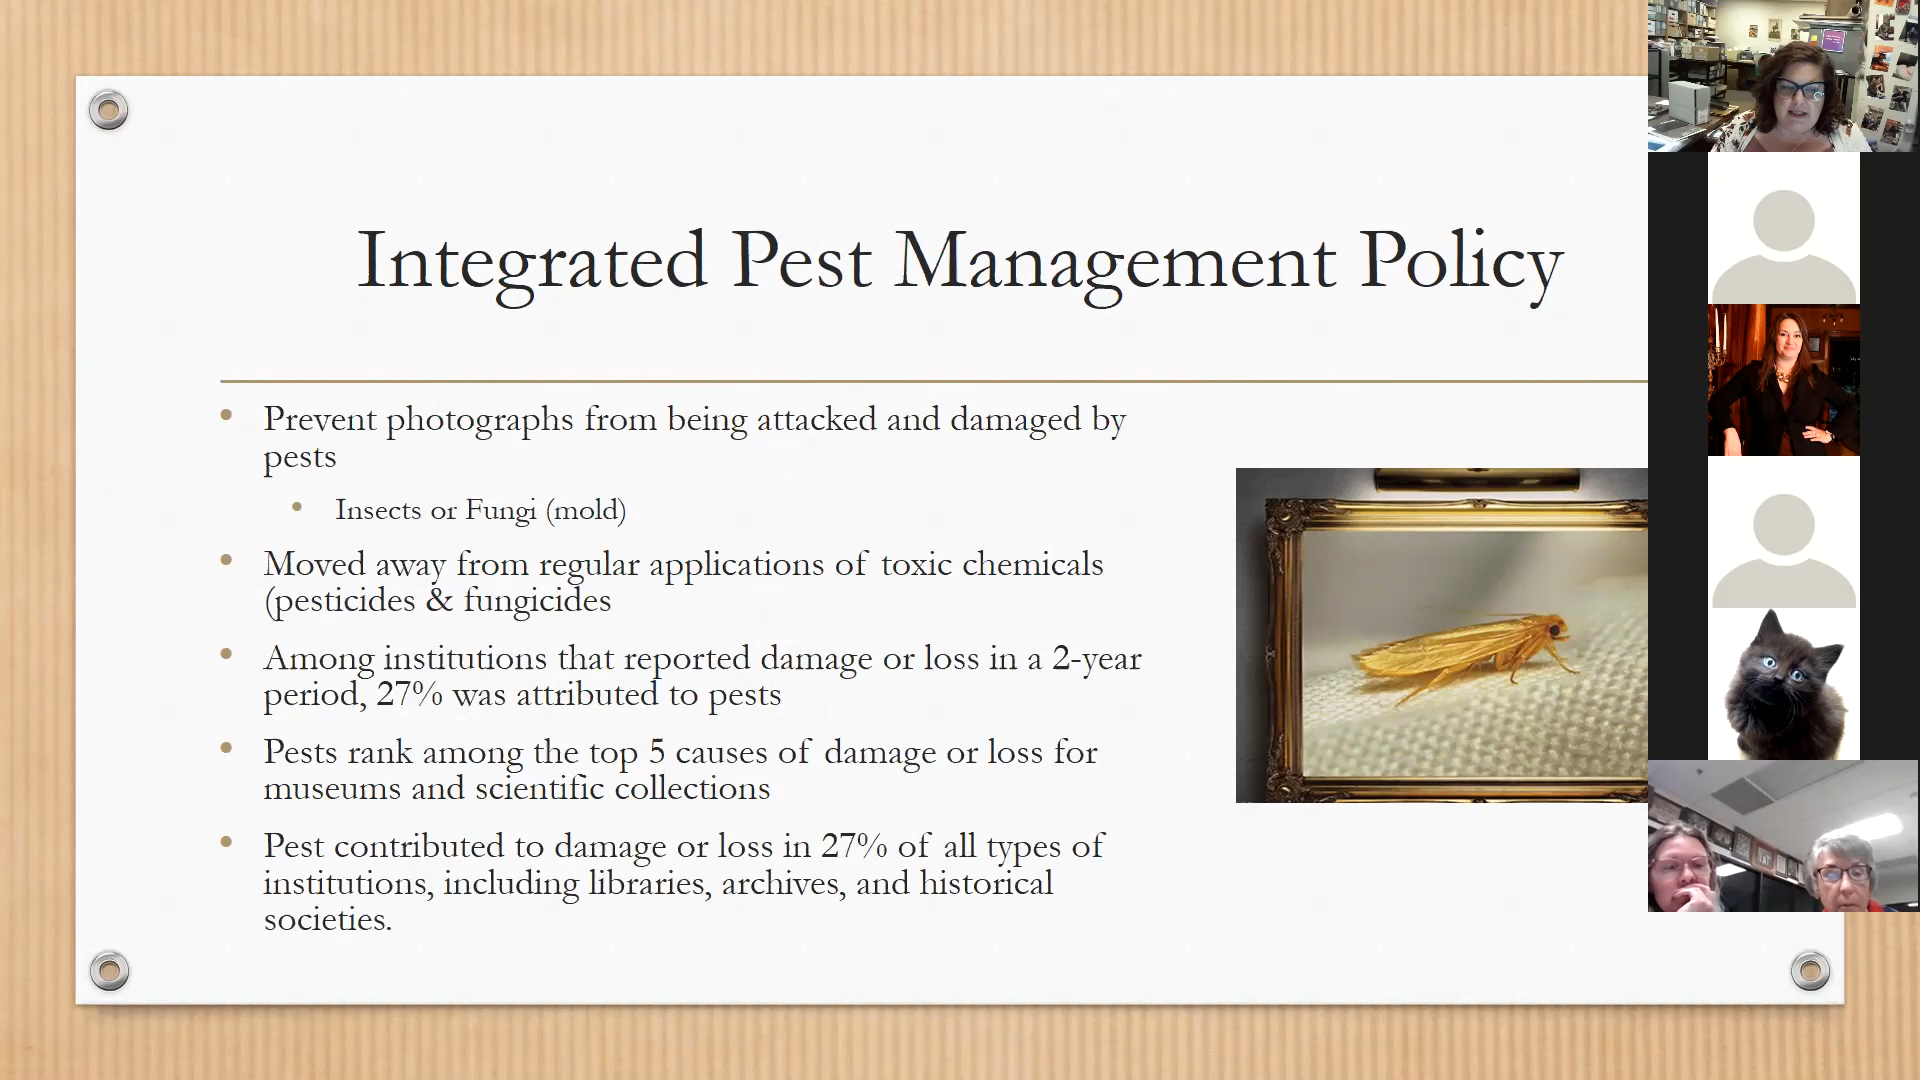 Integrated Pest Management Policy
• Prevent photographs from being attacked and damaged by
pests
• Insects or Fungi (mold)
• Moved away from regular applications of toxic chemicals
(pesticides & fungicides
• Among institutions that reported damage or loss in a 2-year
period, 27% was attributed to pests
• Pests rank among the top 5 causes of damage or loss for
museums and scientific collections
• Pest contributed to damage or loss in 27% of all types of
institutions, including libraries, archives, and historical
societies.